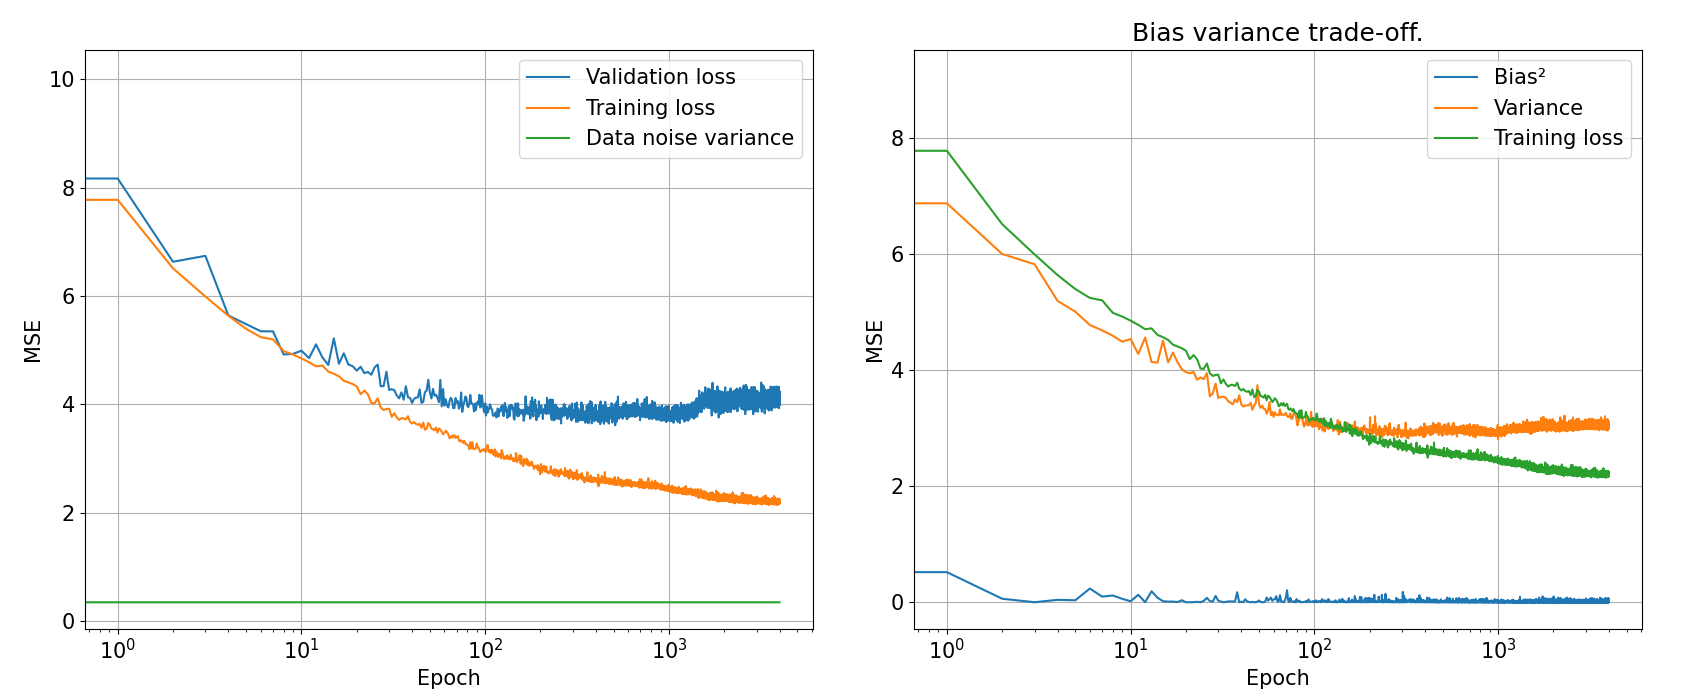 10
8
6
4
2
0
MSE
10⁰
10¹
10²
10³
Epoch
Validation loss
Training loss
Data noise variance
Bias variance trade-off.
8
6
4
2
0
MSE
10⁰
10¹
10²
10³
Epoch
Bias²
Variance
Training loss